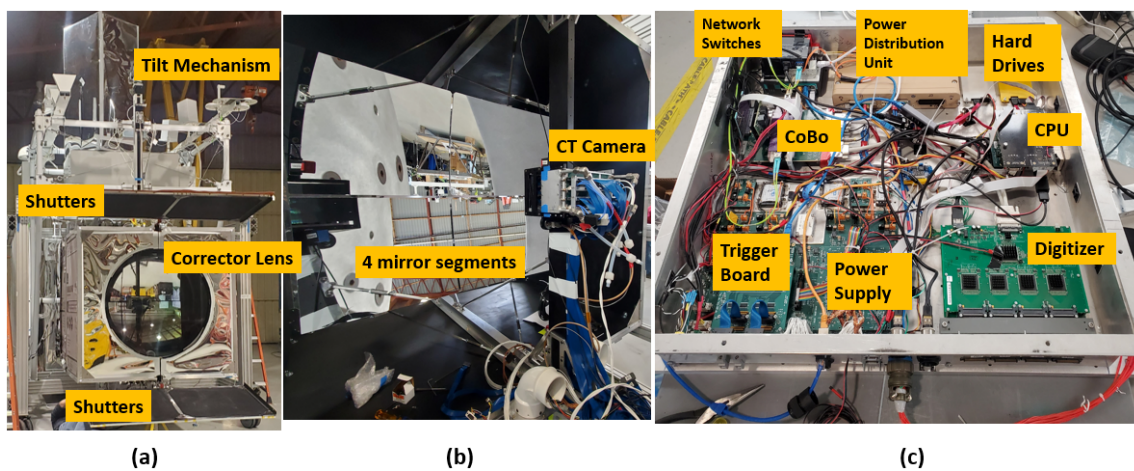 Tilt Mechanism
Shutters
Corrector Lens
Shutters
CT Camera
4 mirror segments
Network
Switches
Power
Distribution
Unit
Hard
Drives
CoBo
CPU
Trigger
Board
Power
Supply
Digitizer
(a)
(b)
(c)